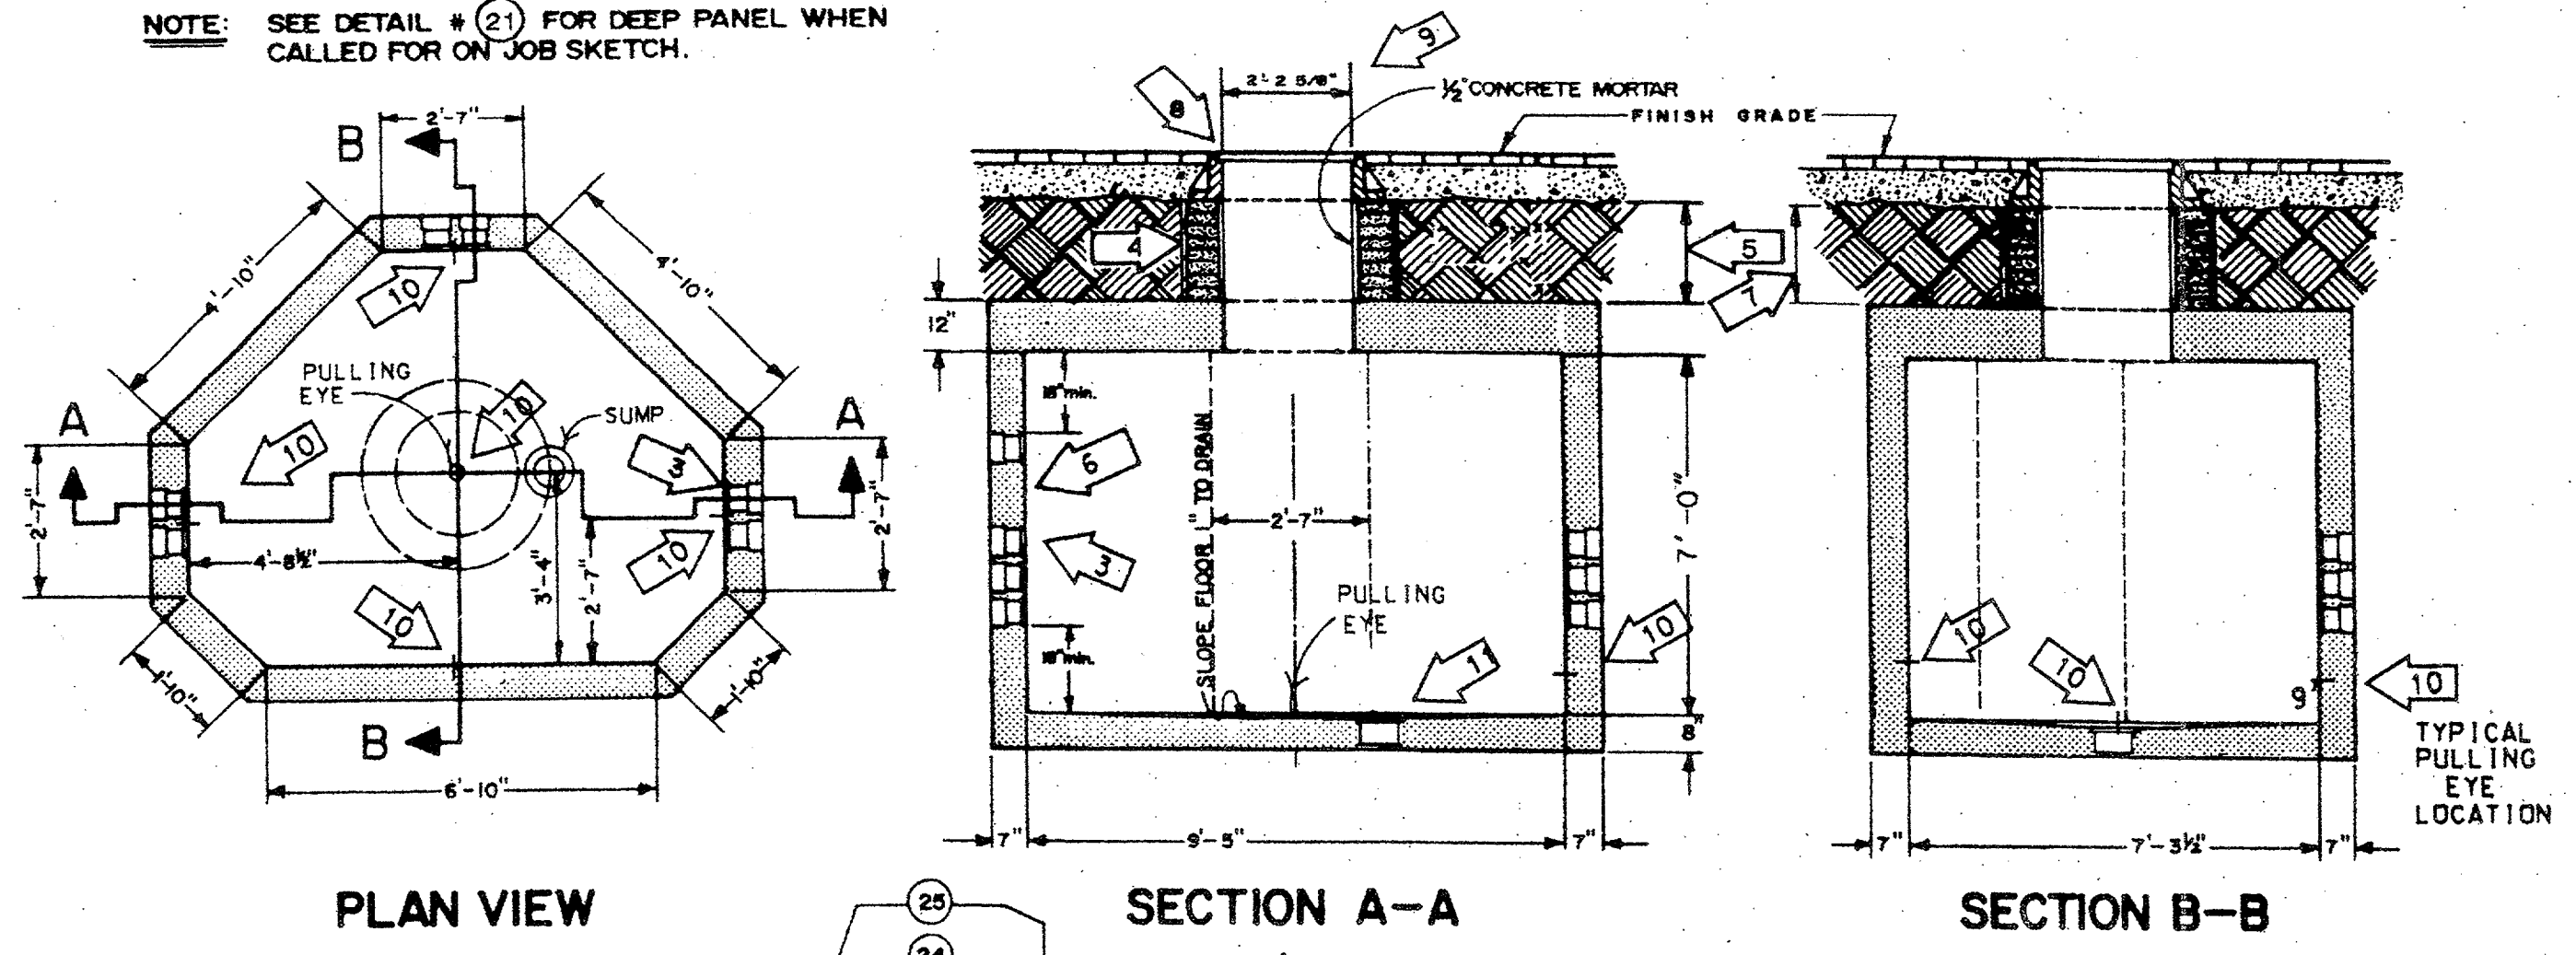 NOTE: SEE DETAIL # 21 FOR DEEP PANEL WHEN
CALLED FOR ON JOB SKETCH.
B
2'-7"
4'-10"
4'-10"
10
PULLING
EYE
10
SUMP
A
A
10
3
2'-7"
2'-7"
4'-8½"
10
3'-4"
2'-7"
10
1'-10"
1'-10"
B
6'-10"
PLAN VIEW
9
8
2'-2 5/8"
½" CONCRETE MORTAR
FINISH GRADE
4
5
7
12"
18" min.
6
SLOPE FLOOR 1" TO DRAIN
2'-7"
7'-0"
3
PULLING
EYE
10
18" min.
11
8"
7"
9'-5"
7"
SECTION A-A
10
10
9"
10
TYPICAL
PULLING
EYE
LOCATION
7"
7'-3½"
7"
SECTION B-B
25
24